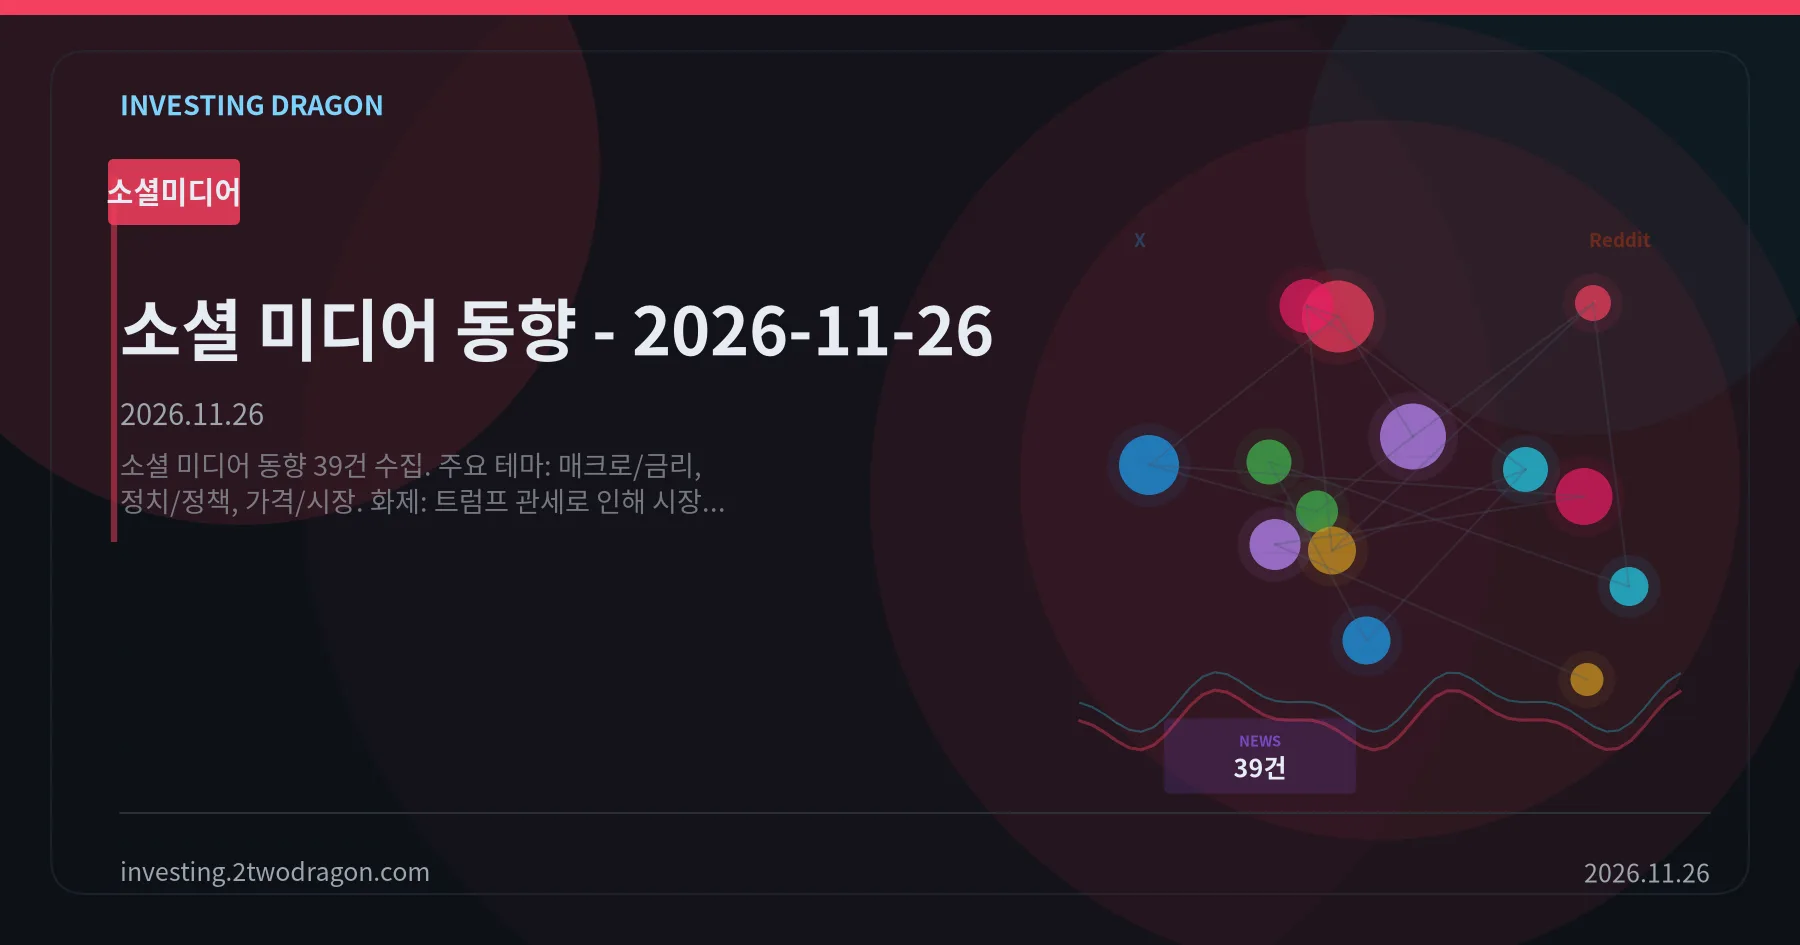 INVESTING DRAGON
소셜미디어
소셜 미디어 동향 - 2026-11-26
2026.11.26
소셜 미디어 동향 39건 수집. 주요 테마: 매크로/금리,
정치/정책, 가격/시장. 화제: 트럼프 관세로 인해 시장...
X
Reddit
NEWS
39건
investing.2twodragon.com
2026.11.26